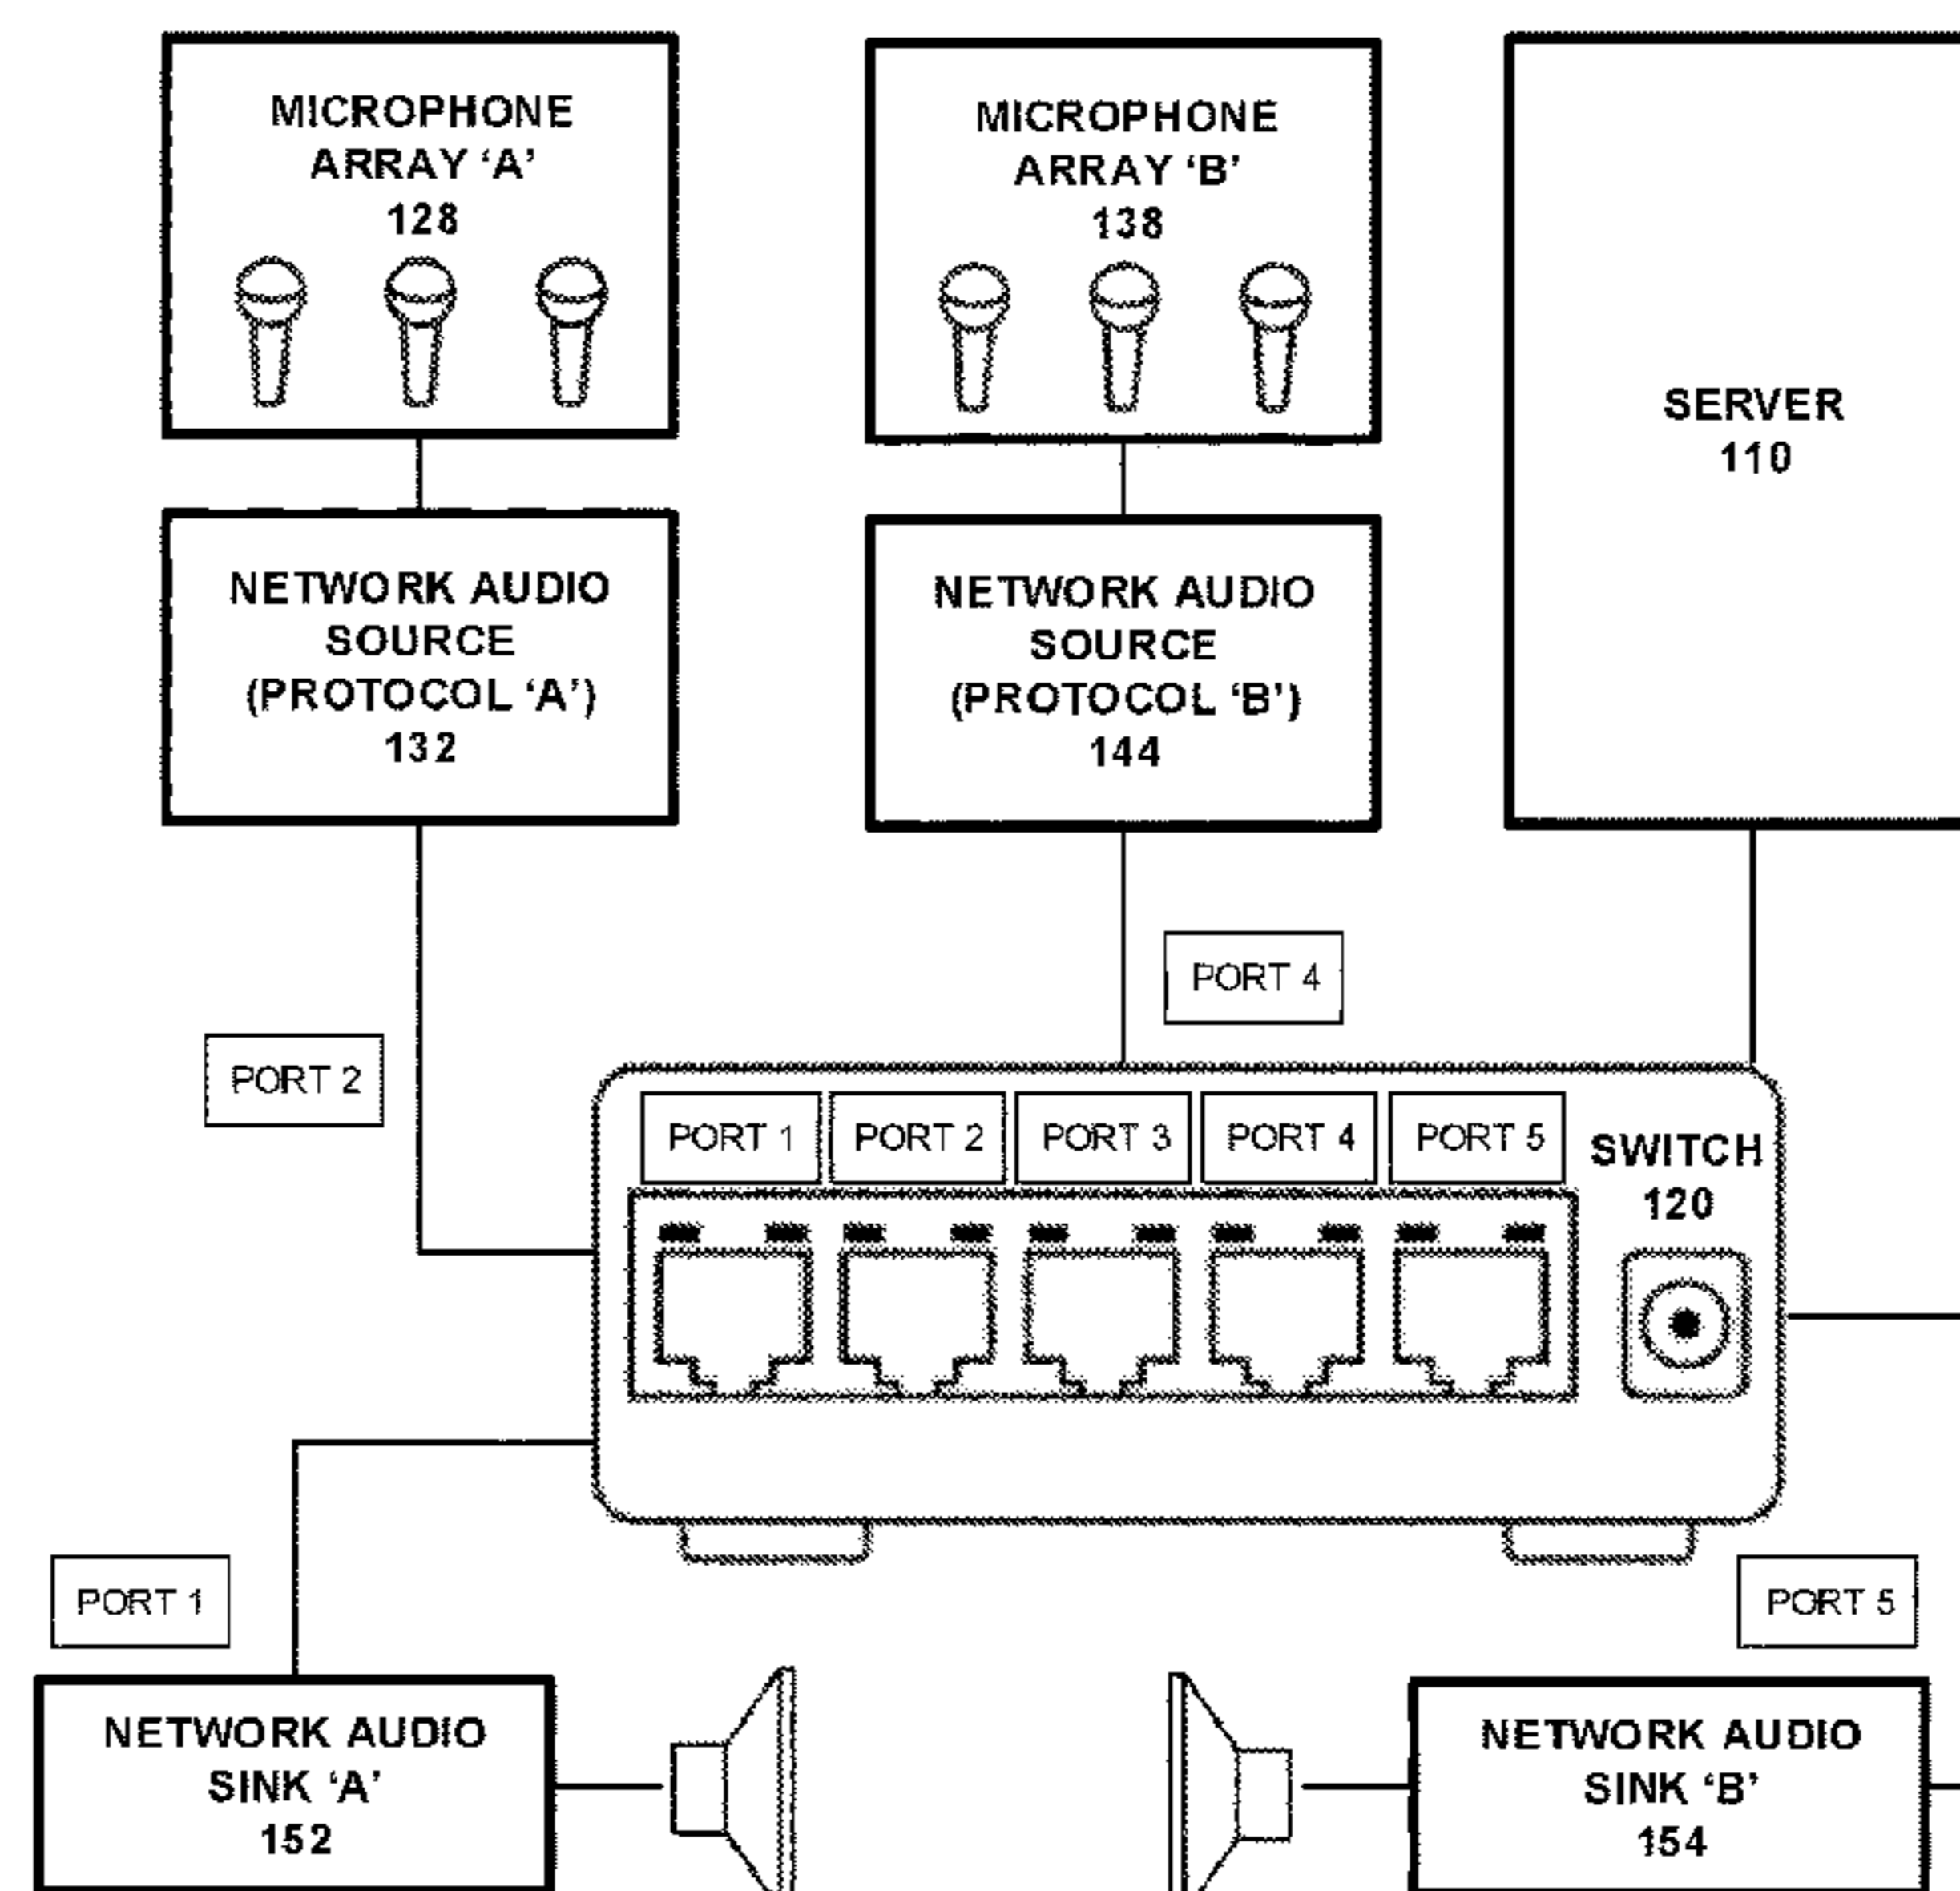 MICROPHONE
ARRAY ‘A’
128
MICROPHONE
ARRAY ‘B’
138
SERVER
110
NETWORK AUDIO
SOURCE
(PROTOCOL ‘A’)
132
NETWORK AUDIO
SOURCE
(PROTOCOL ‘B’)
144
PORT 4
PORT 2
PORT 1
PORT 2
PORT 3
PORT 4
PORT 5
SWITCH
120
PORT 1
PORT 5
NETWORK AUDIO
SINK ‘A’
152
NETWORK AUDIO
SINK ‘B’
154